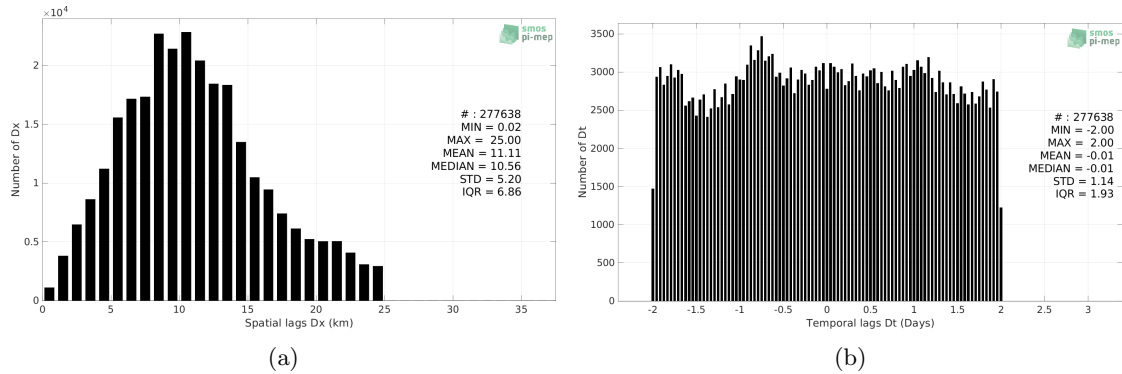 ×10⁴
2
1.5
1
0.5
0
Number of Dx
0 5 10 15 20 25 30 35
Spatial lags Dx (km)
smos
pi-mep
# : 277638
MIN = 0.02
MAX = 25.00
MEAN = 11.11
MEDIAN = 10.56
STD = 5.20
IQR = 6.86
(a)
3500
3000
2500
2000
1500
1000
500
0
Number of Dt
-2 -1.5 -1 -0.5 0 0.5 1 1.5 2 2.5 3
Temporal lags Dt (Days)
smos
pi-mep
# : 277638
MIN = -2.00
MAX = 2.00
MEAN = -0.01
MEDIAN = -0.01
STD = 1.14
IQR = 1.93
(b)